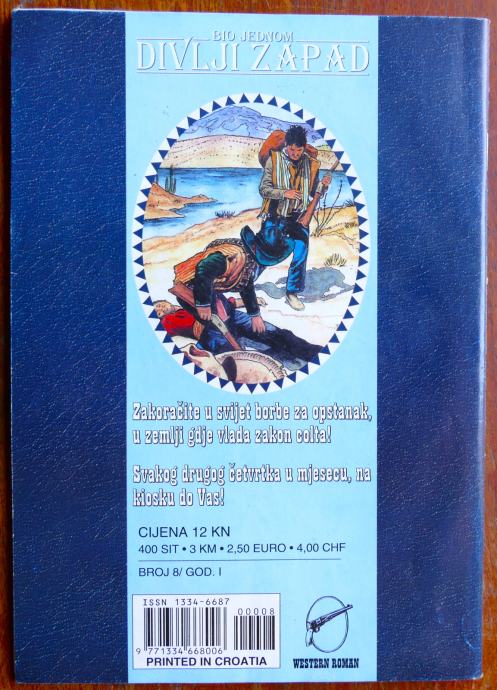 BIO JEDNOM
DIVLJI ZAPAD
Zakoračite u svijet borbe za opstanak,
u zemlji gdje vlada zakon colta!
Svakog drugog četvrtka u mjesecu, na
kiosku do Vas!
CIJENA 12 KN
400 SIT • 3 KM • 2,50 EURO • 4,00 CHF
BROJ 8/ GOD. I
ISSN 1334-6687
00008
9 771334 668006
PRINTED IN CROATIA
WESTERN ROMAN